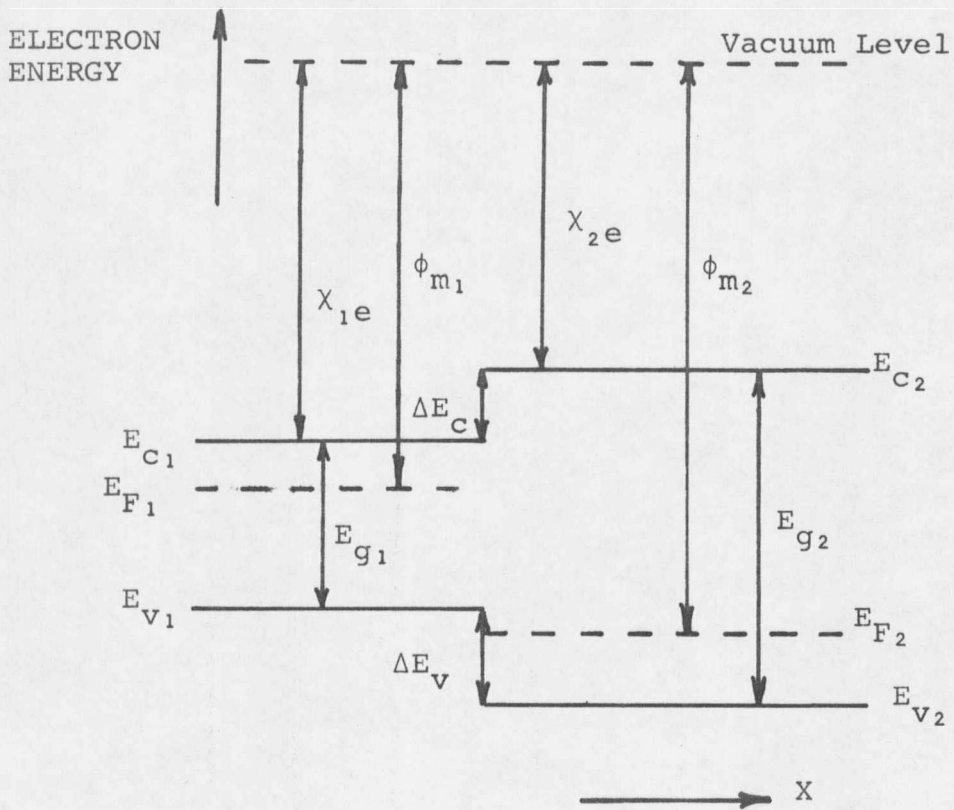 ELECTRON
ENERGY
Vacuum Level
χ₁e
ϕm₁
χ₂e
ϕm₂
Ec₂
ΔEc
Ec₁
EF₁
Eg₁
Eg₂
Ev₁
EF₂
ΔEv
Ev₂
X